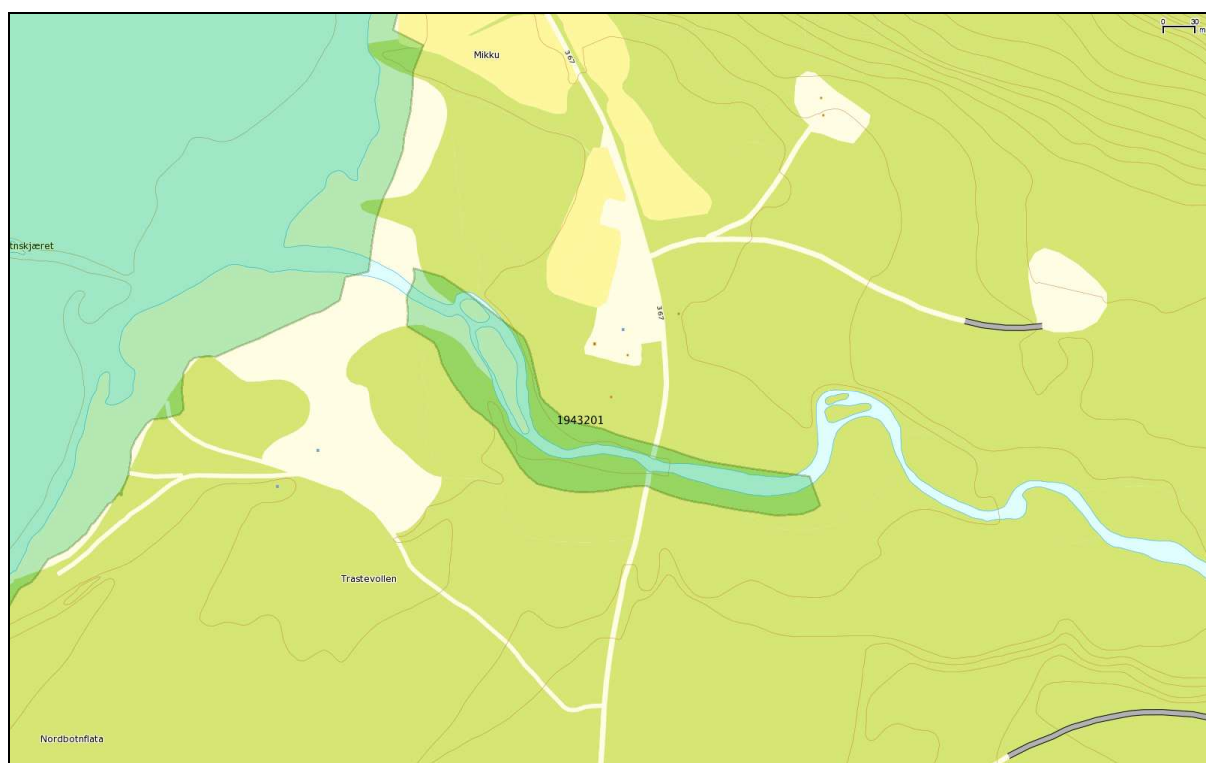 0 30
m
Mikku
367
tnskjæret
367
1943201
Trastevollen
Nordbotnflata